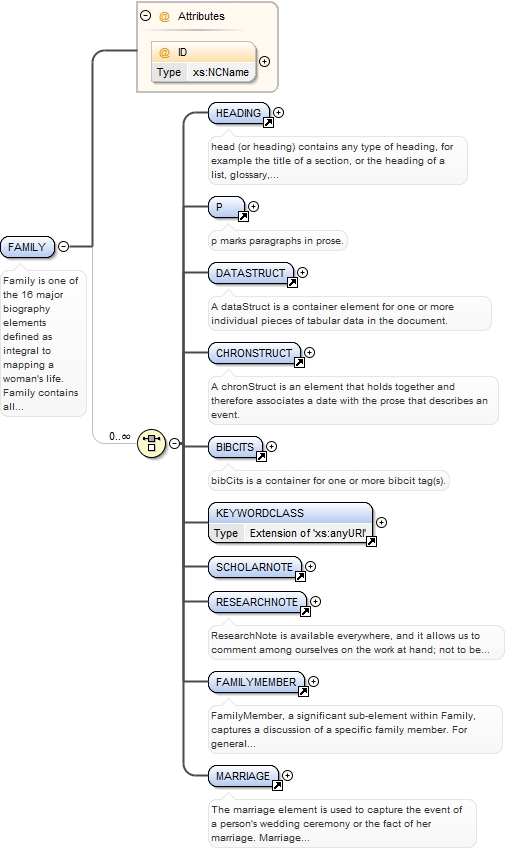 Attributes
ID
Type xs:NCName
HEADING
head (or heading) contains any type of heading, for
example the title of a section, or the heading of a
list, glossary,...
P
p marks paragraphs in prose.
FAMILY
Family is one of
the 16 major
biography
elements
defined as
integral to
mapping a
woman's life.
Family contains
all...
DATASTRUCT
A dataStruct is a container element for one or more
individual pieces of tabular data in the document.
CHRONSTRUCT
A chronStruct is an element that holds together and
therefore associates a date with the prose that describes an
event.
0..∞
BIBCITS
bibCits is a container for one or more bibcit tag(s).
KEYWORDCLASS
Type Extension of 'xs:anyURI'
SCHOLARNOTE
RESEARCHNOTE
ResearchNote is available everywhere, and it allows us to
comment among ourselves on the work at hand; not to be...
FAMILYMEMBER
FamilyMember, a significant sub-element within Family,
captures a discussion of a specific family member. For
general...
MARRIAGE
The marriage element is used to capture the event of
a person's wedding ceremony or the fact of her
marriage. Marriage...